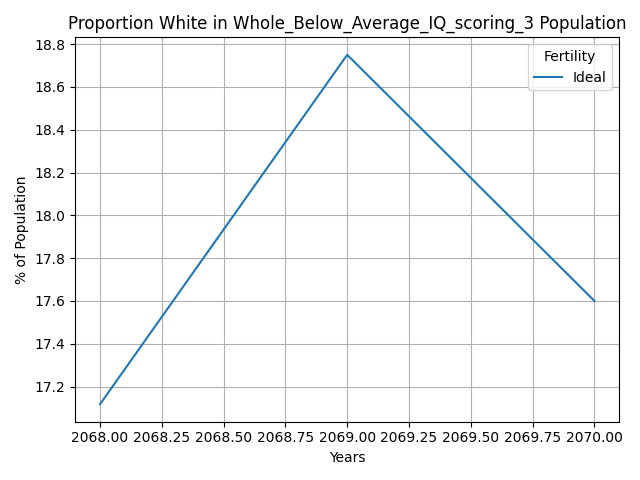 Proportion White in Whole_Below_Average_IQ_scoring_3 Population
Fertility
Ideal
18.8
18.6
18.4
18.2
18.0
17.8
17.6
17.4
17.2
% of Population
2068.00 2068.25 2068.50 2068.75 2069.00 2069.25 2069.50 2069.75 2070.00
Years